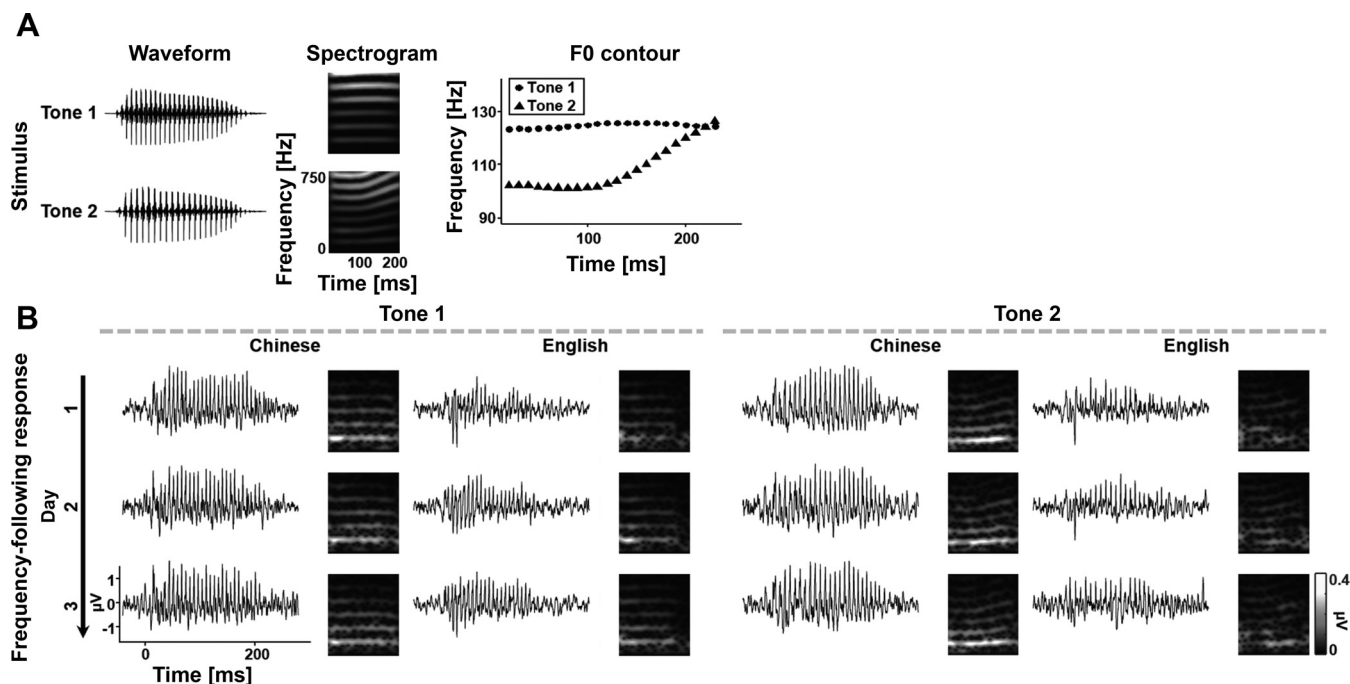 A
Waveform
Spectrogram
F0 contour
Stimulus
Tone 1
Tone 2
Frequency [Hz]
750
0
100
200
Time [ms]
Frequency [Hz]
130
110
90
Tone 1
Tone 2
100
200
Time [ms]
B
Tone 1
Tone 2
Chinese
English
Chinese
English
Frequency-following response
Day
1
2
3
1
0
-1
µV
0
200
Time [ms]
0.4
µV
0